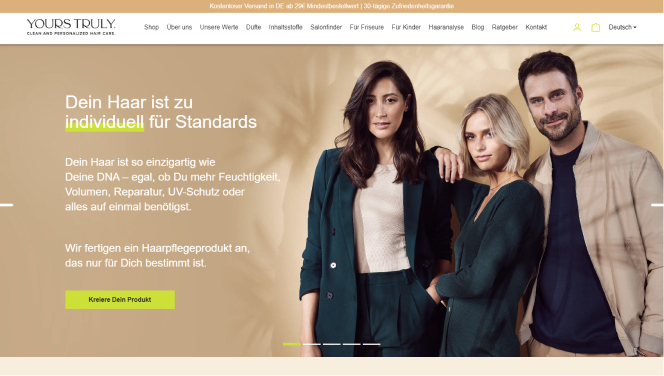 Kostenloser Versand in DE ab 29€ Mindestbestellwert | 30-tägige Zufriedenheitsgarantie
YOURS TRULY.
CLEAN AND PERSONALIZED HAIR CARE.
Shop Über uns Unsere Werte Düfte Inhaltsstoffe Salonfinder Für Friseure Für Kinder Haaranalyse Blog Ratgeber Kontakt Deutsch
Dein Haar ist zu
individuell für Standards
Dein Haar ist so einzigartig wie
Deine DNA – egal, ob Du mehr Feuchtigkeit,
Volumen, Reparatur, UV-Schutz oder
alles auf einmal benötigst.
Wir fertigen ein Haarpflegeprodukt an,
das nur für Dich bestimmt ist.
Kreiere Dein Produkt